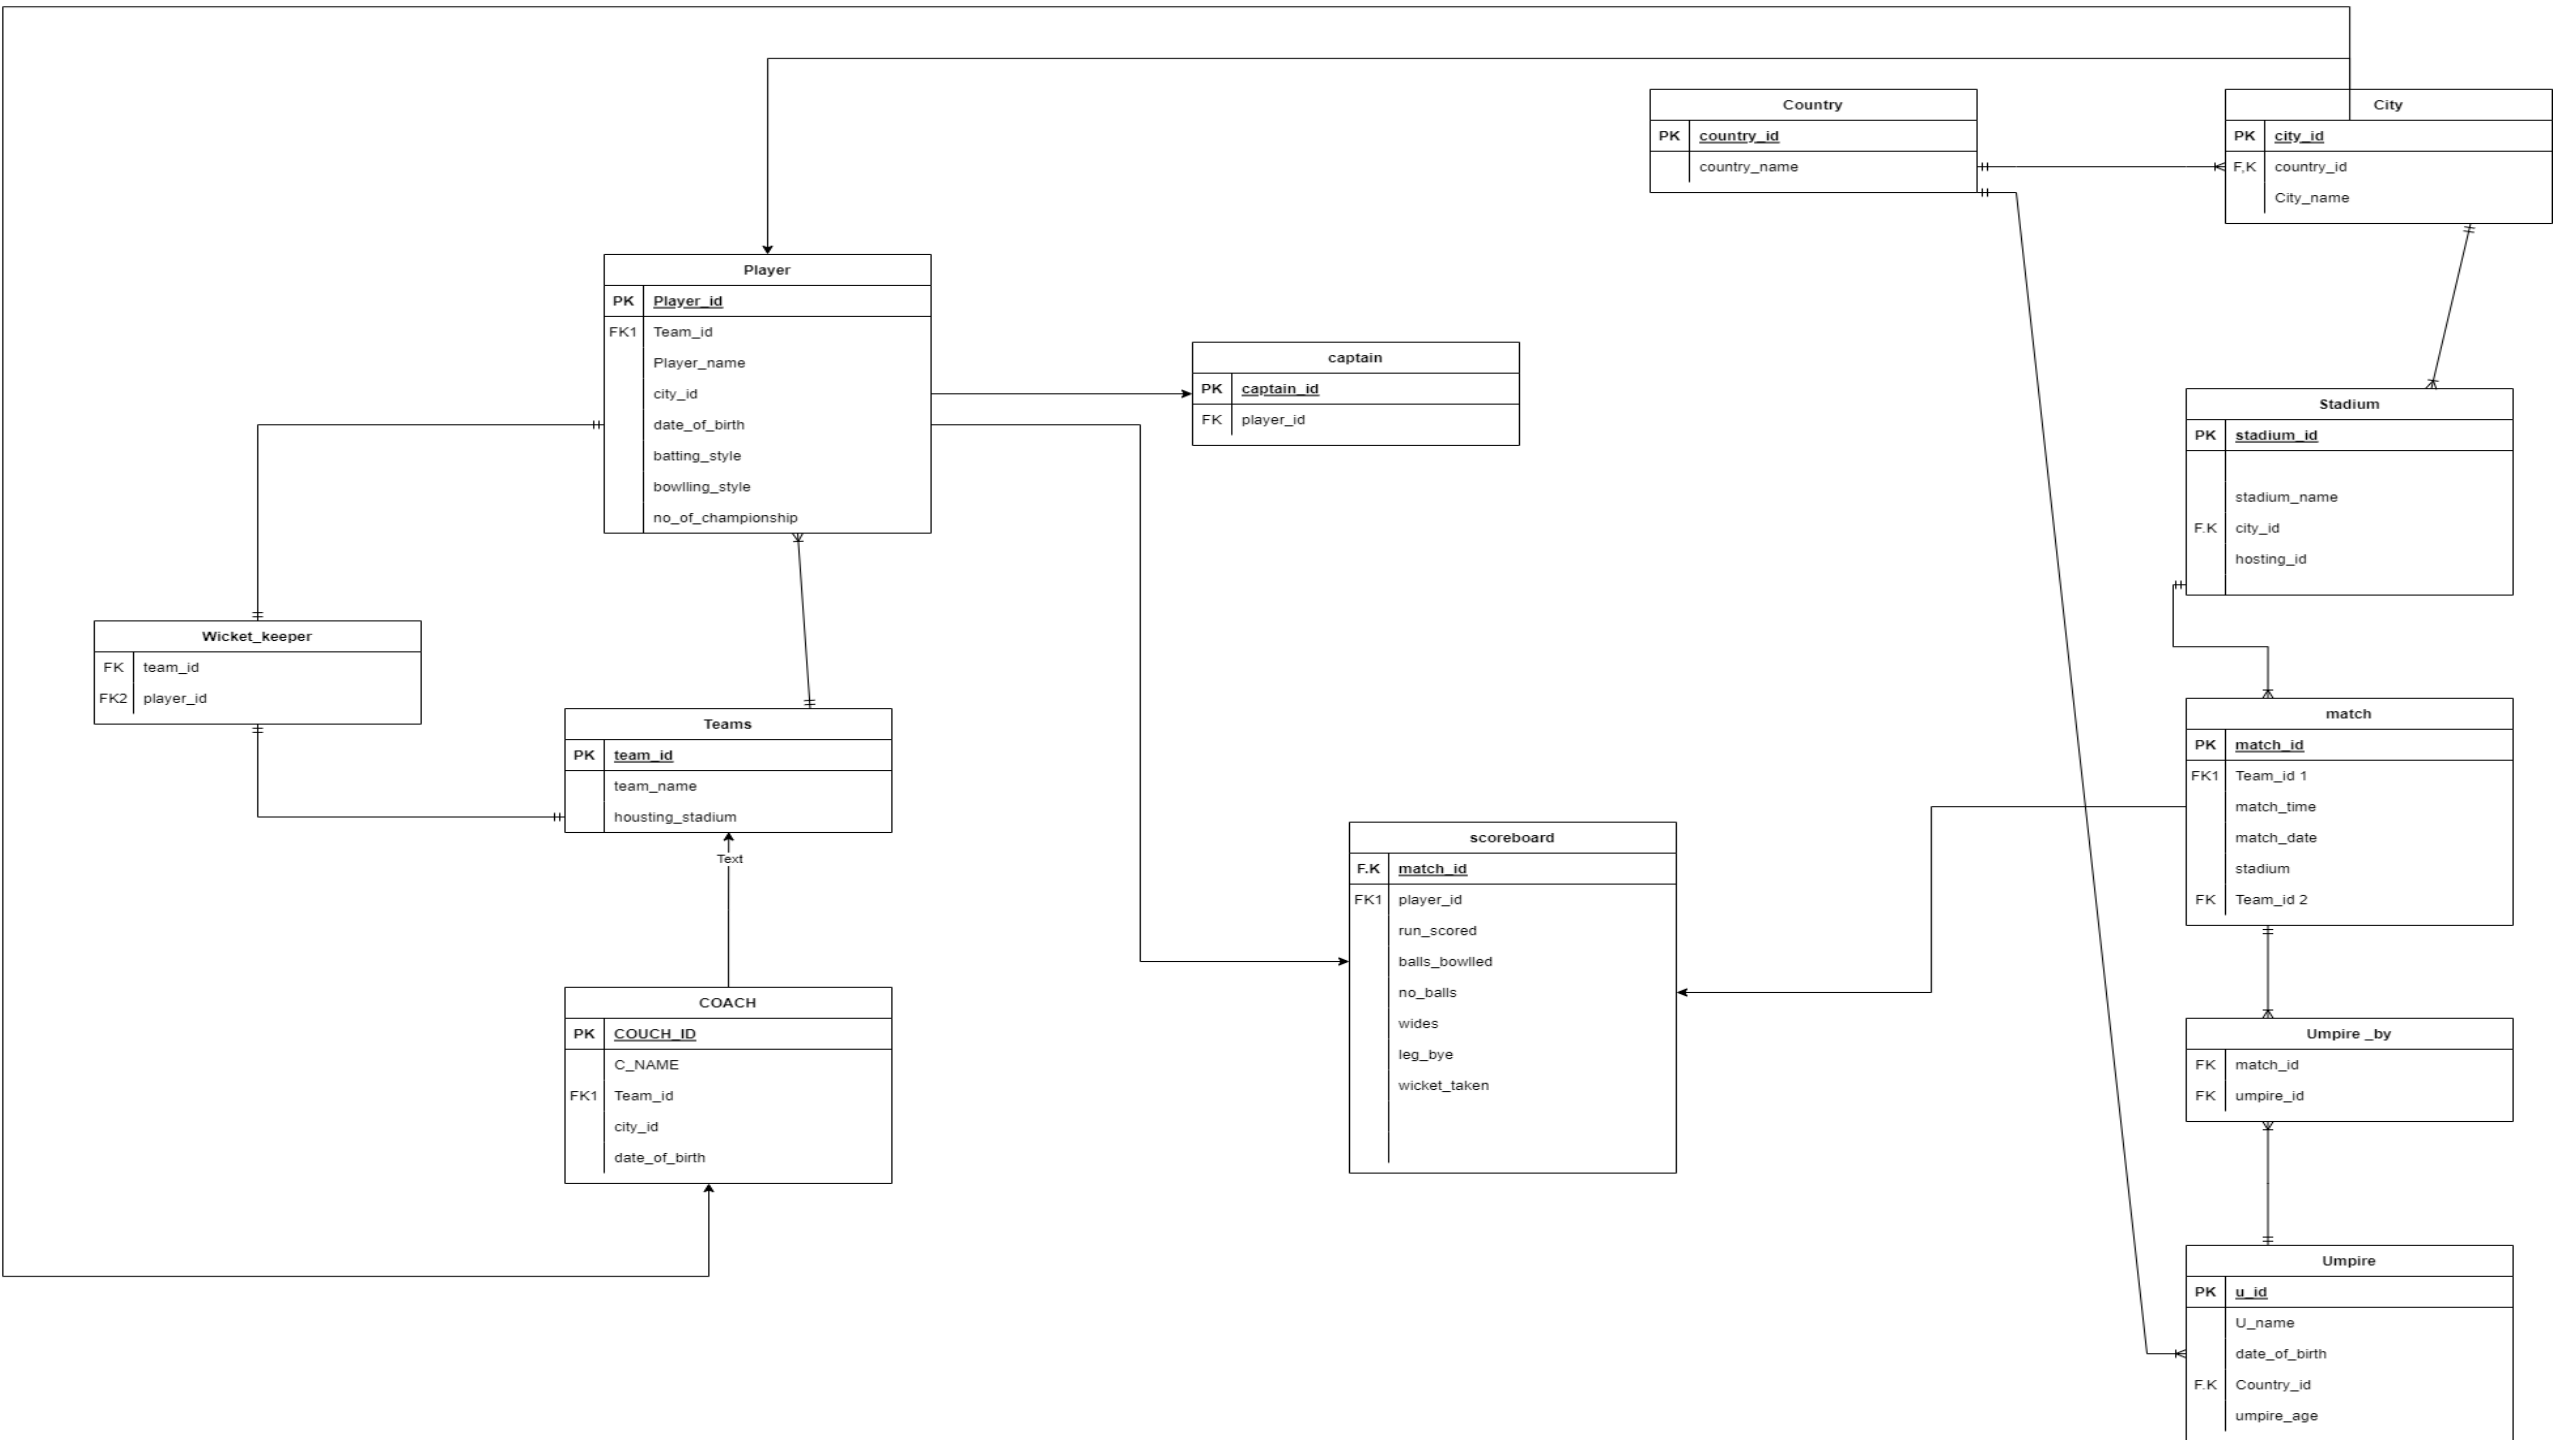 Country
PK country_id
country_name
City
PK city_id
F,K country_id
City_name
Player
PK Player_id
FK1 Team_id
Player_name
city_id
date_of_birth
batting_style
bowlling_style
no_of_championship
captain
PK captain_id
FK player_id
Stadium
PK stadium_id
stadium_name
F.K city_id
hosting_id
Wicket_keeper
FK team_id
FK2 player_id
Teams
PK team_id
team_name
housting_stadium
Text
match
PK match_id
FK1 Team_id 1
match_time
match_date
stadium
FK Team_id 2
scoreboard
F.K match_id
FK1 player_id
run_scored
balls_bowlled
no_balls
wides
leg_bye
wicket_taken
COACH
PK COUCH_ID
C_NAME
FK1 Team_id
city_id
date_of_birth
Umpire _by
FK match_id
FK umpire_id
Umpire
PK u_id
U_name
date_of_birth
F.K Country_id
umpire_age